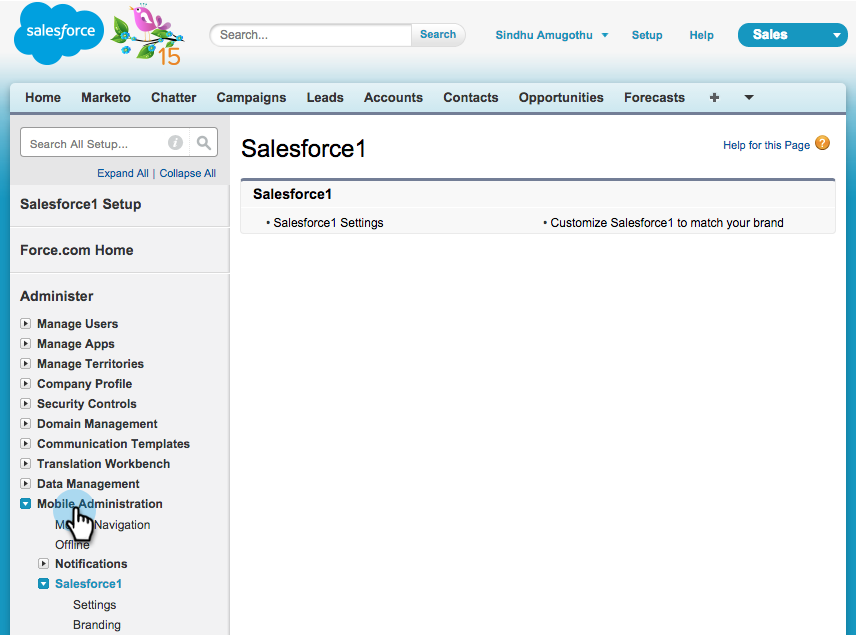 salesforce
15
Search...
Search
Sindhu Amugothu
Setup
Help
Sales
Home Marketo Chatter Campaigns Leads Accounts Contacts Opportunities Forecasts +
Search All Setup...
i
Expand All | Collapse All
Salesforce1 Setup
Force.com Home
Administer
Manage Users
Manage Apps
Manage Territories
Company Profile
Security Controls
Domain Management
Communication Templates
Translation Workbench
Data Management
Mobile Administration
Navigation
Offline
Notifications
Salesforce1
Settings
Branding
Salesforce1
Help for this Page ?
Salesforce1
• Salesforce1 Settings
• Customize Salesforce1 to match your brand